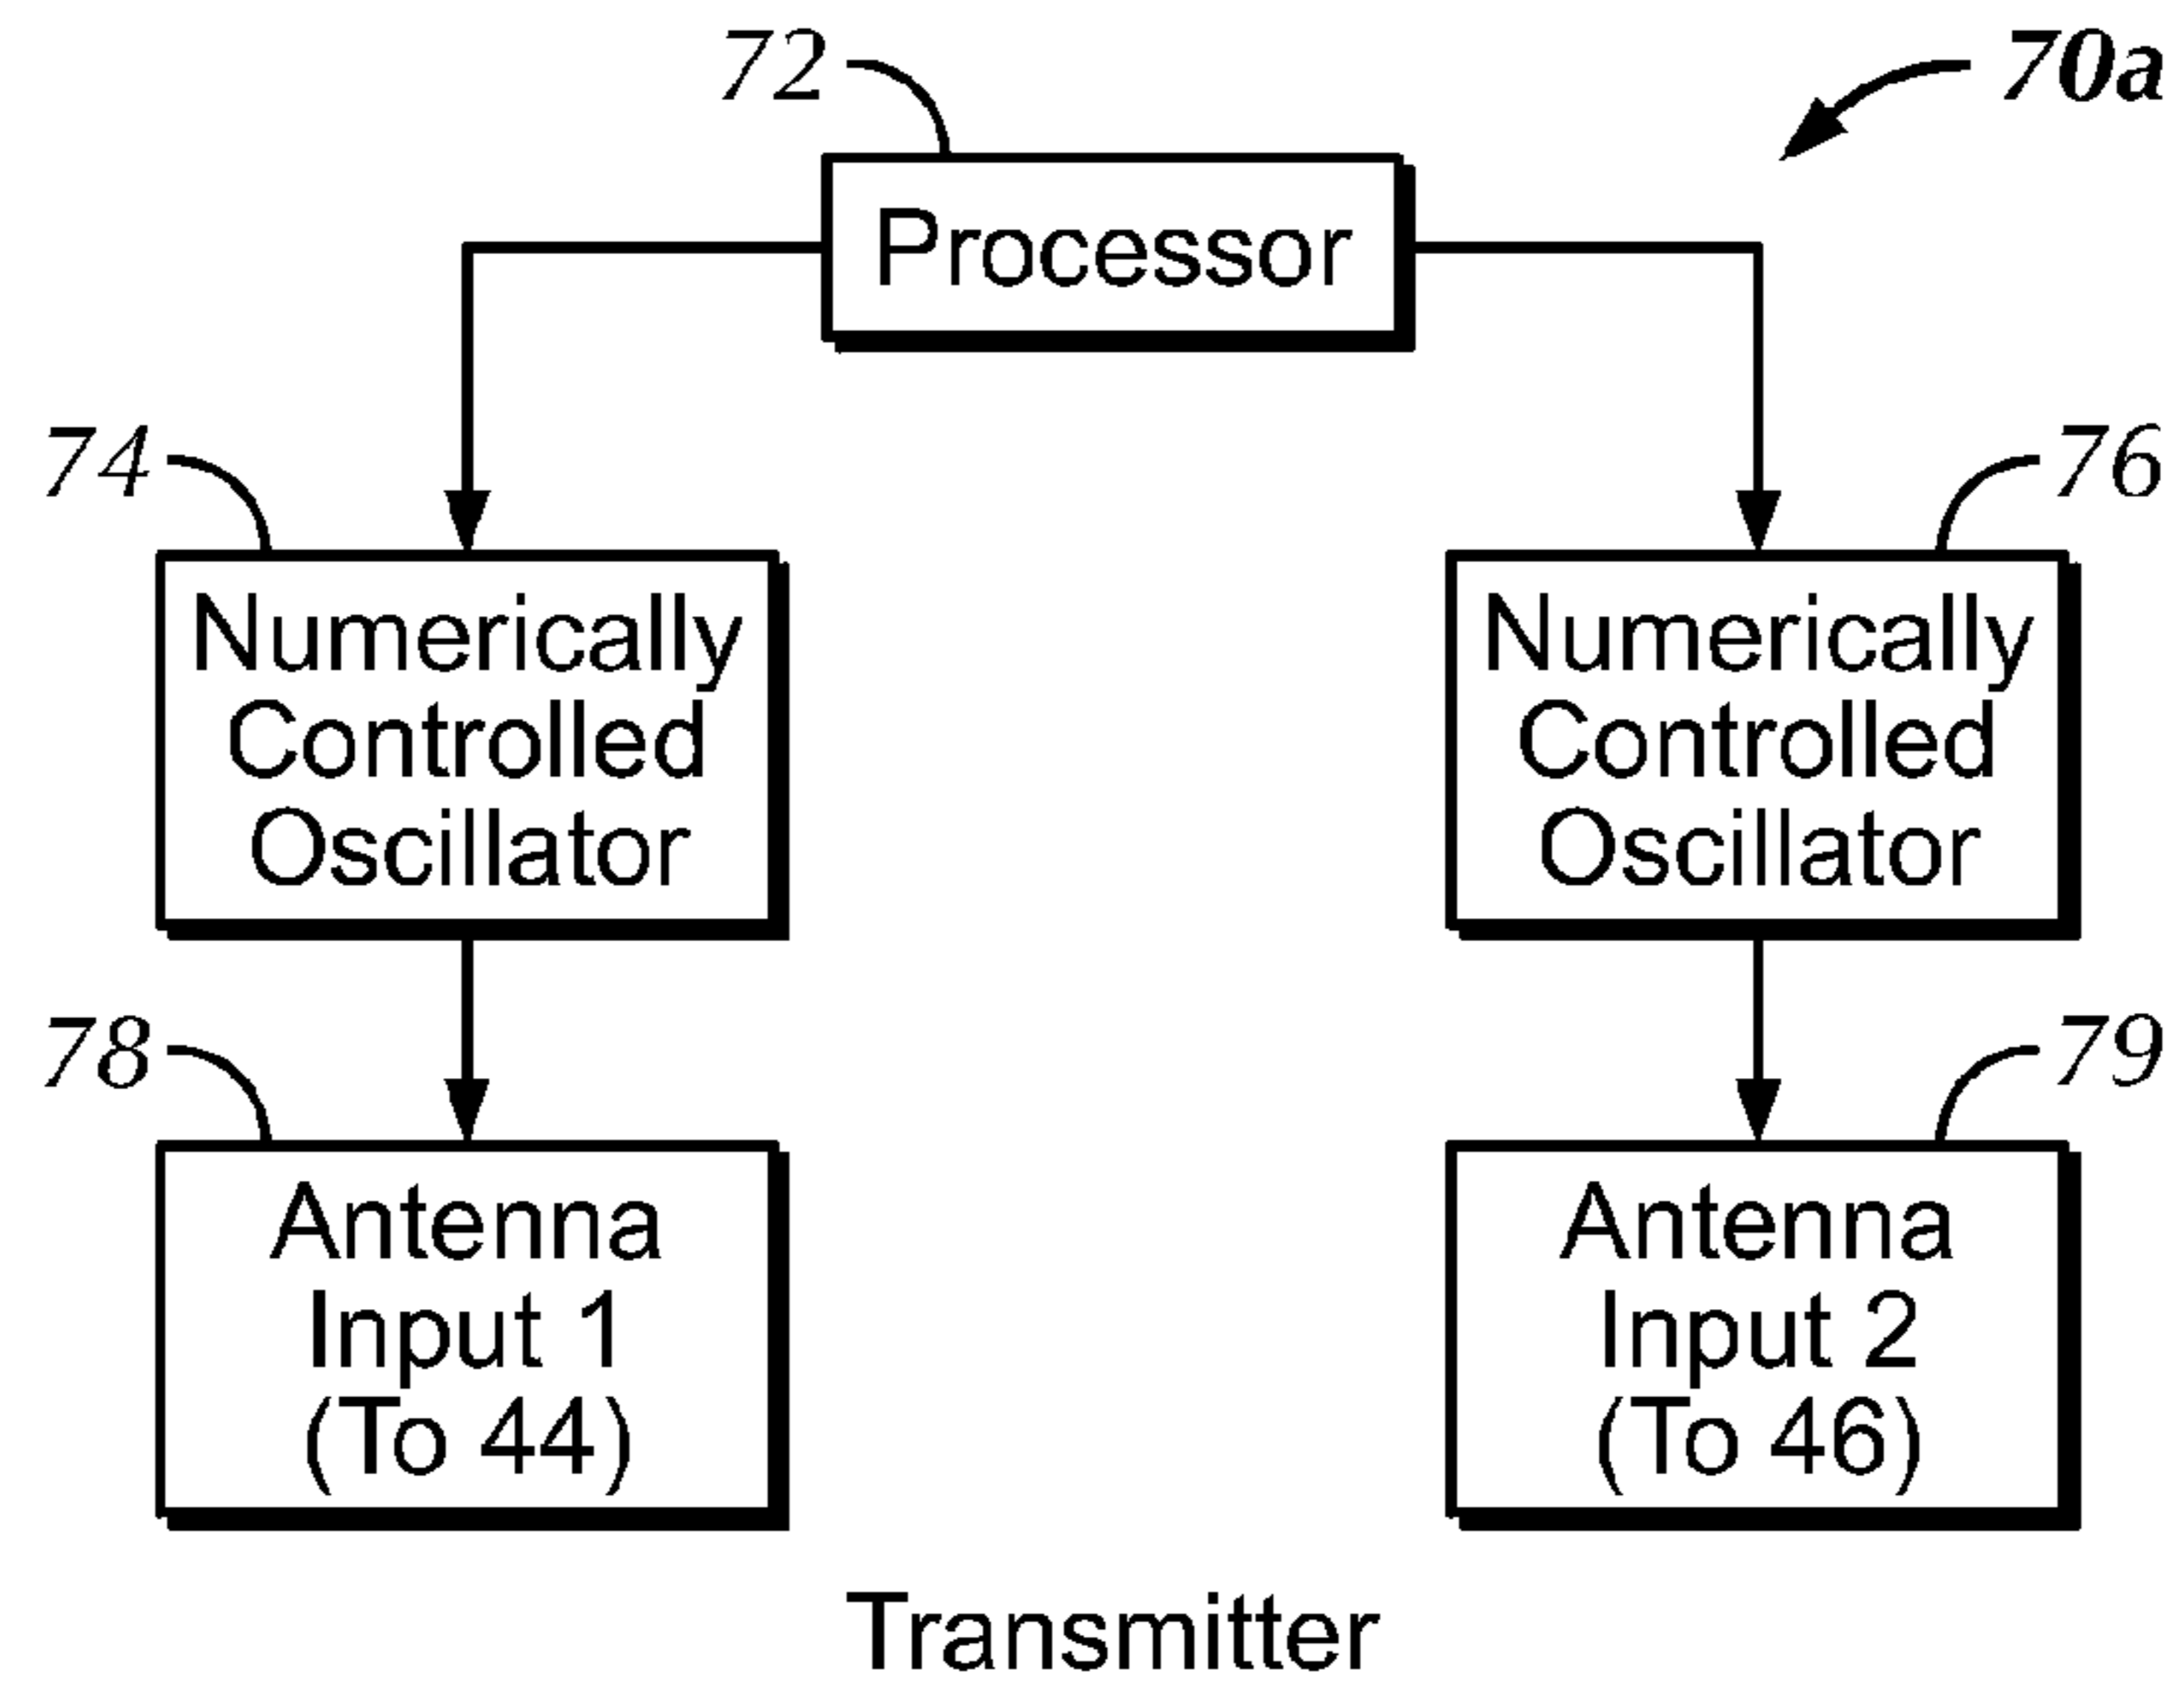 72
70a
Processor
74
76
Numerically
Controlled
Oscillator
Numerically
Controlled
Oscillator
78
79
Antenna
Input 1
(To 44)
Antenna
Input 2
(To 46)
Transmitter